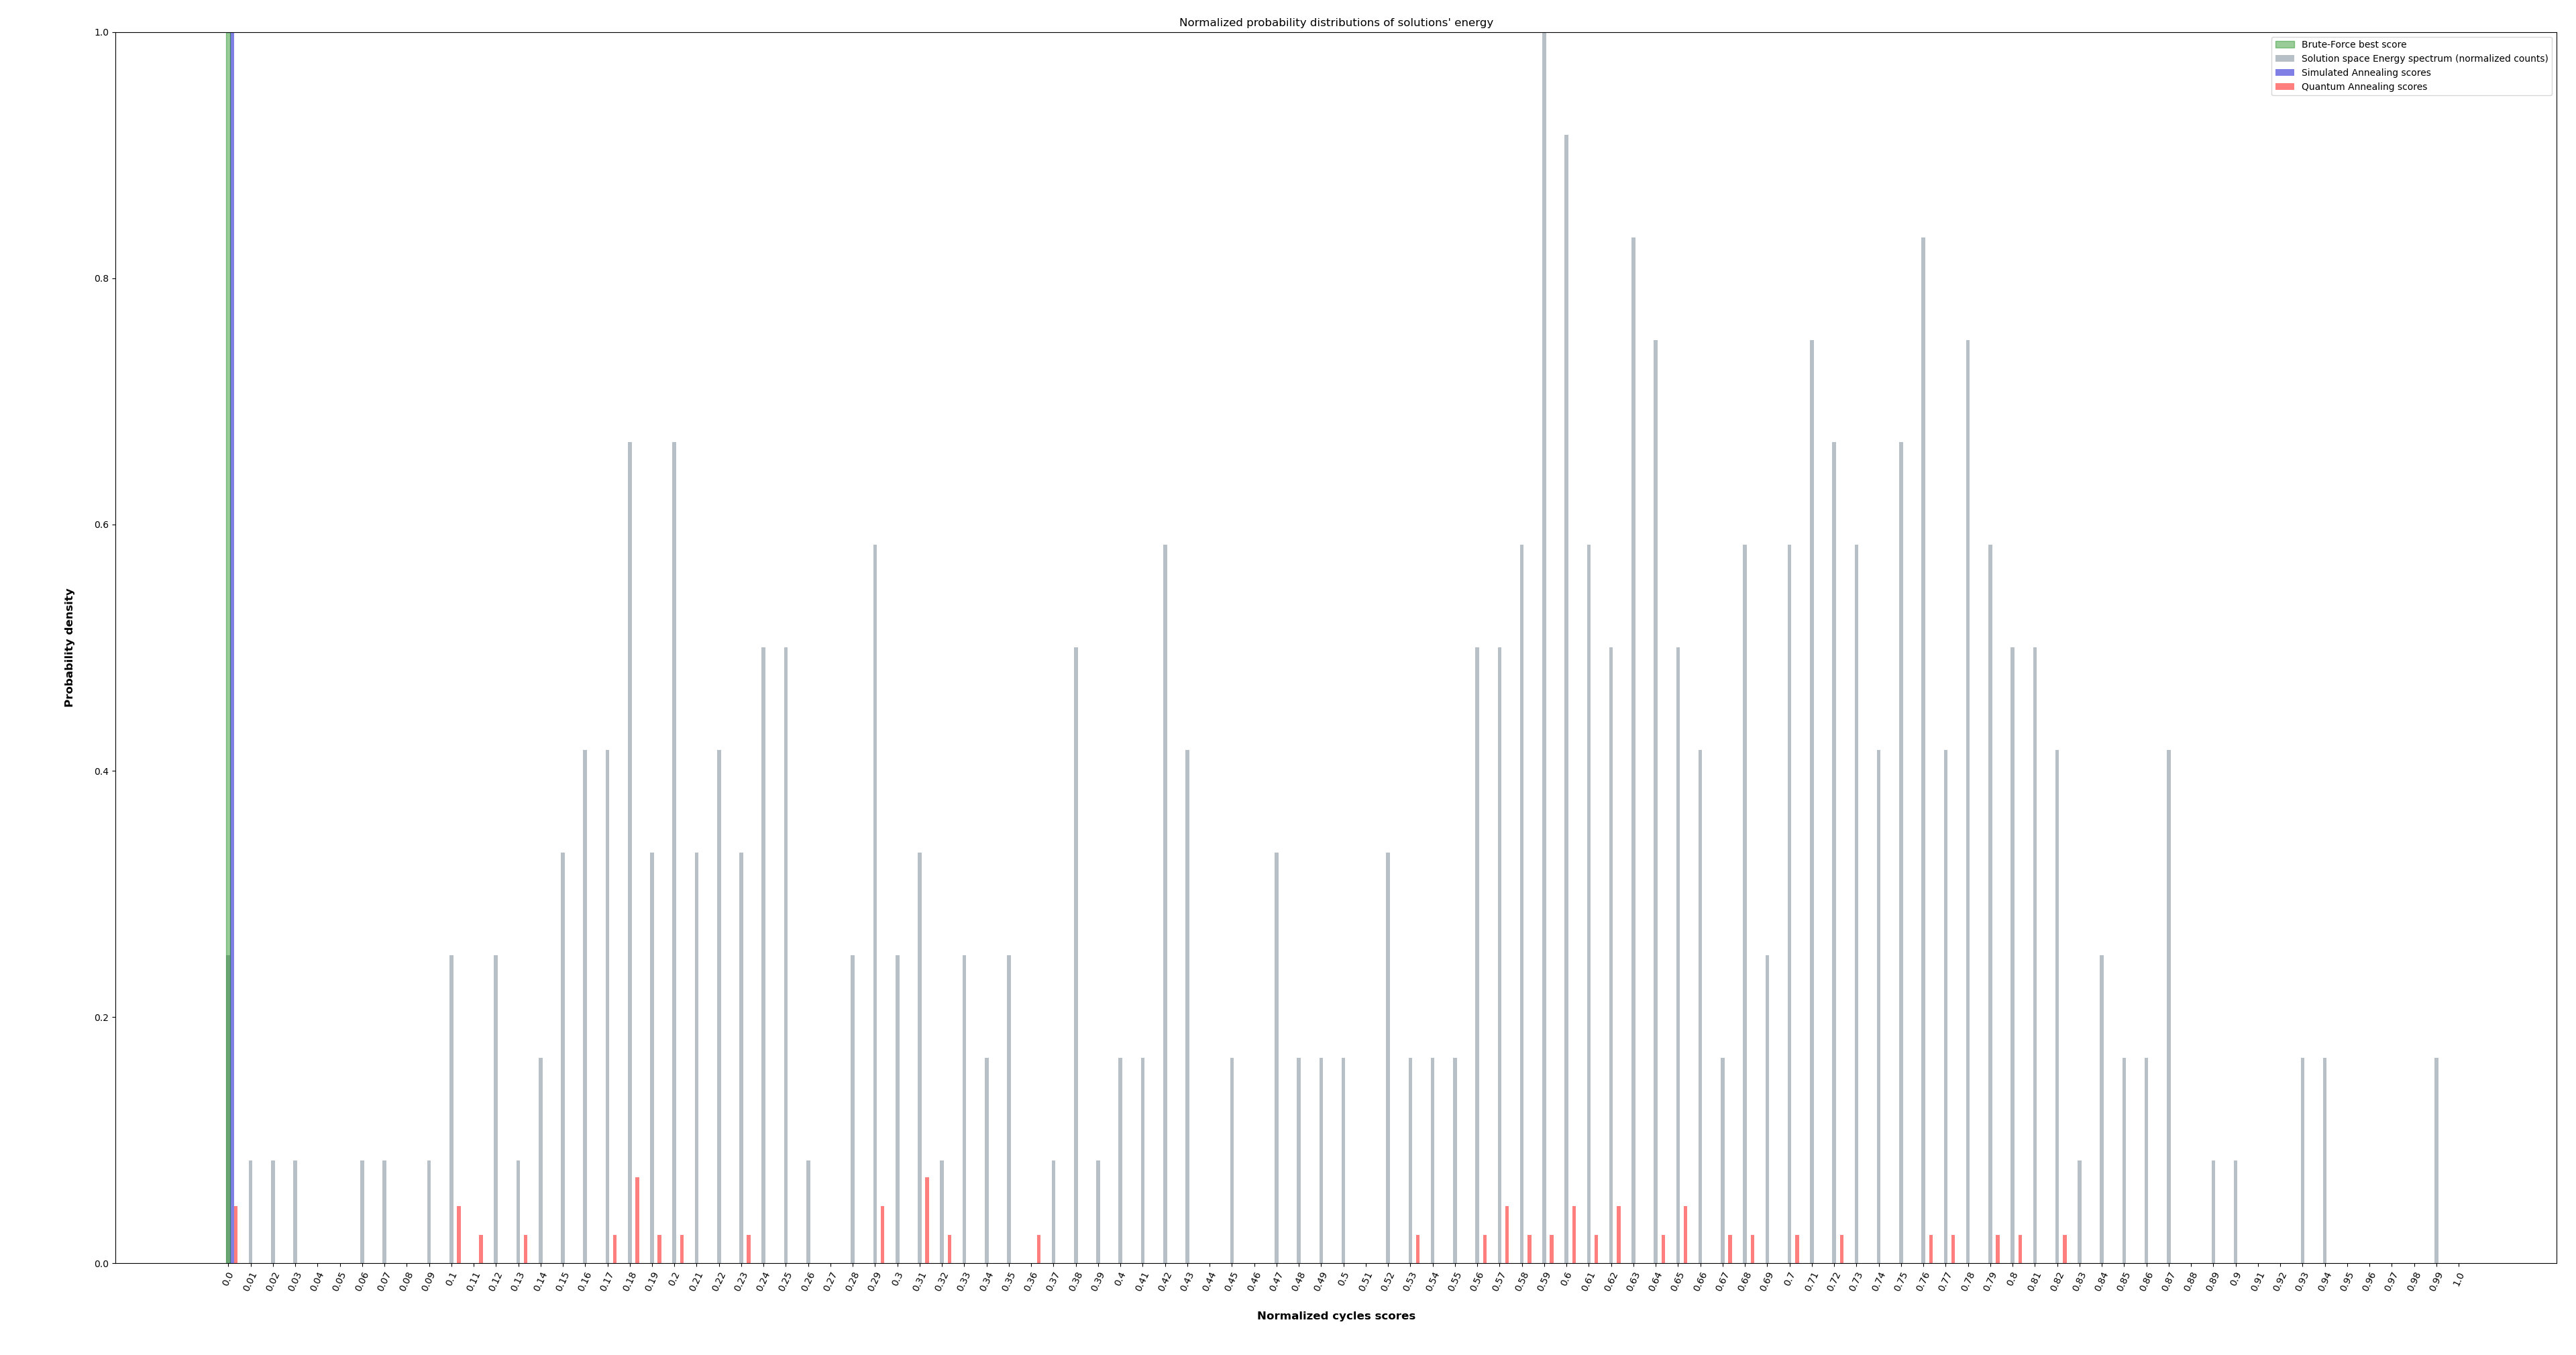 Normalized probability distributions of solutions' energy
Brute-Force best score
Solution space Energy spectrum (normalized counts)
Simulated Annealing scores
Quantum Annealing scores
Probability density
1.0
0.8
0.6
0.4
0.2
0.0
0.0 0.01 0.02 0.03 0.04 0.05 0.06 0.07 0.08 0.09 0.1 0.11 0.12 0.13 0.14 0.15 0.16 0.17 0.18 0.19 0.2 0.21 0.22 0.23 0.24 0.25 0.26 0.27 0.28 0.29 0.3 0.31 0.32 0.33 0.34 0.35 0.36 0.37 0.38 0.39 0.4 0.41 0.42 0.43 0.44 0.45 0.46 0.47 0.48 0.49 0.5 0.51 0.52 0.53 0.54 0.55 0.56 0.57 0.58 0.59 0.6 0.61 0.62 0.63 0.64 0.65 0.66 0.67 0.68 0.69 0.7 0.71 0.72 0.73 0.74 0.75 0.76 0.77 0.78 0.79 0.8 0.81 0.82 0.83 0.84 0.85 0.86 0.87 0.88 0.89 0.9 0.91 0.92 0.93 0.94 0.95 0.96 0.97 0.98 0.99 1.0
Normalized cycles scores